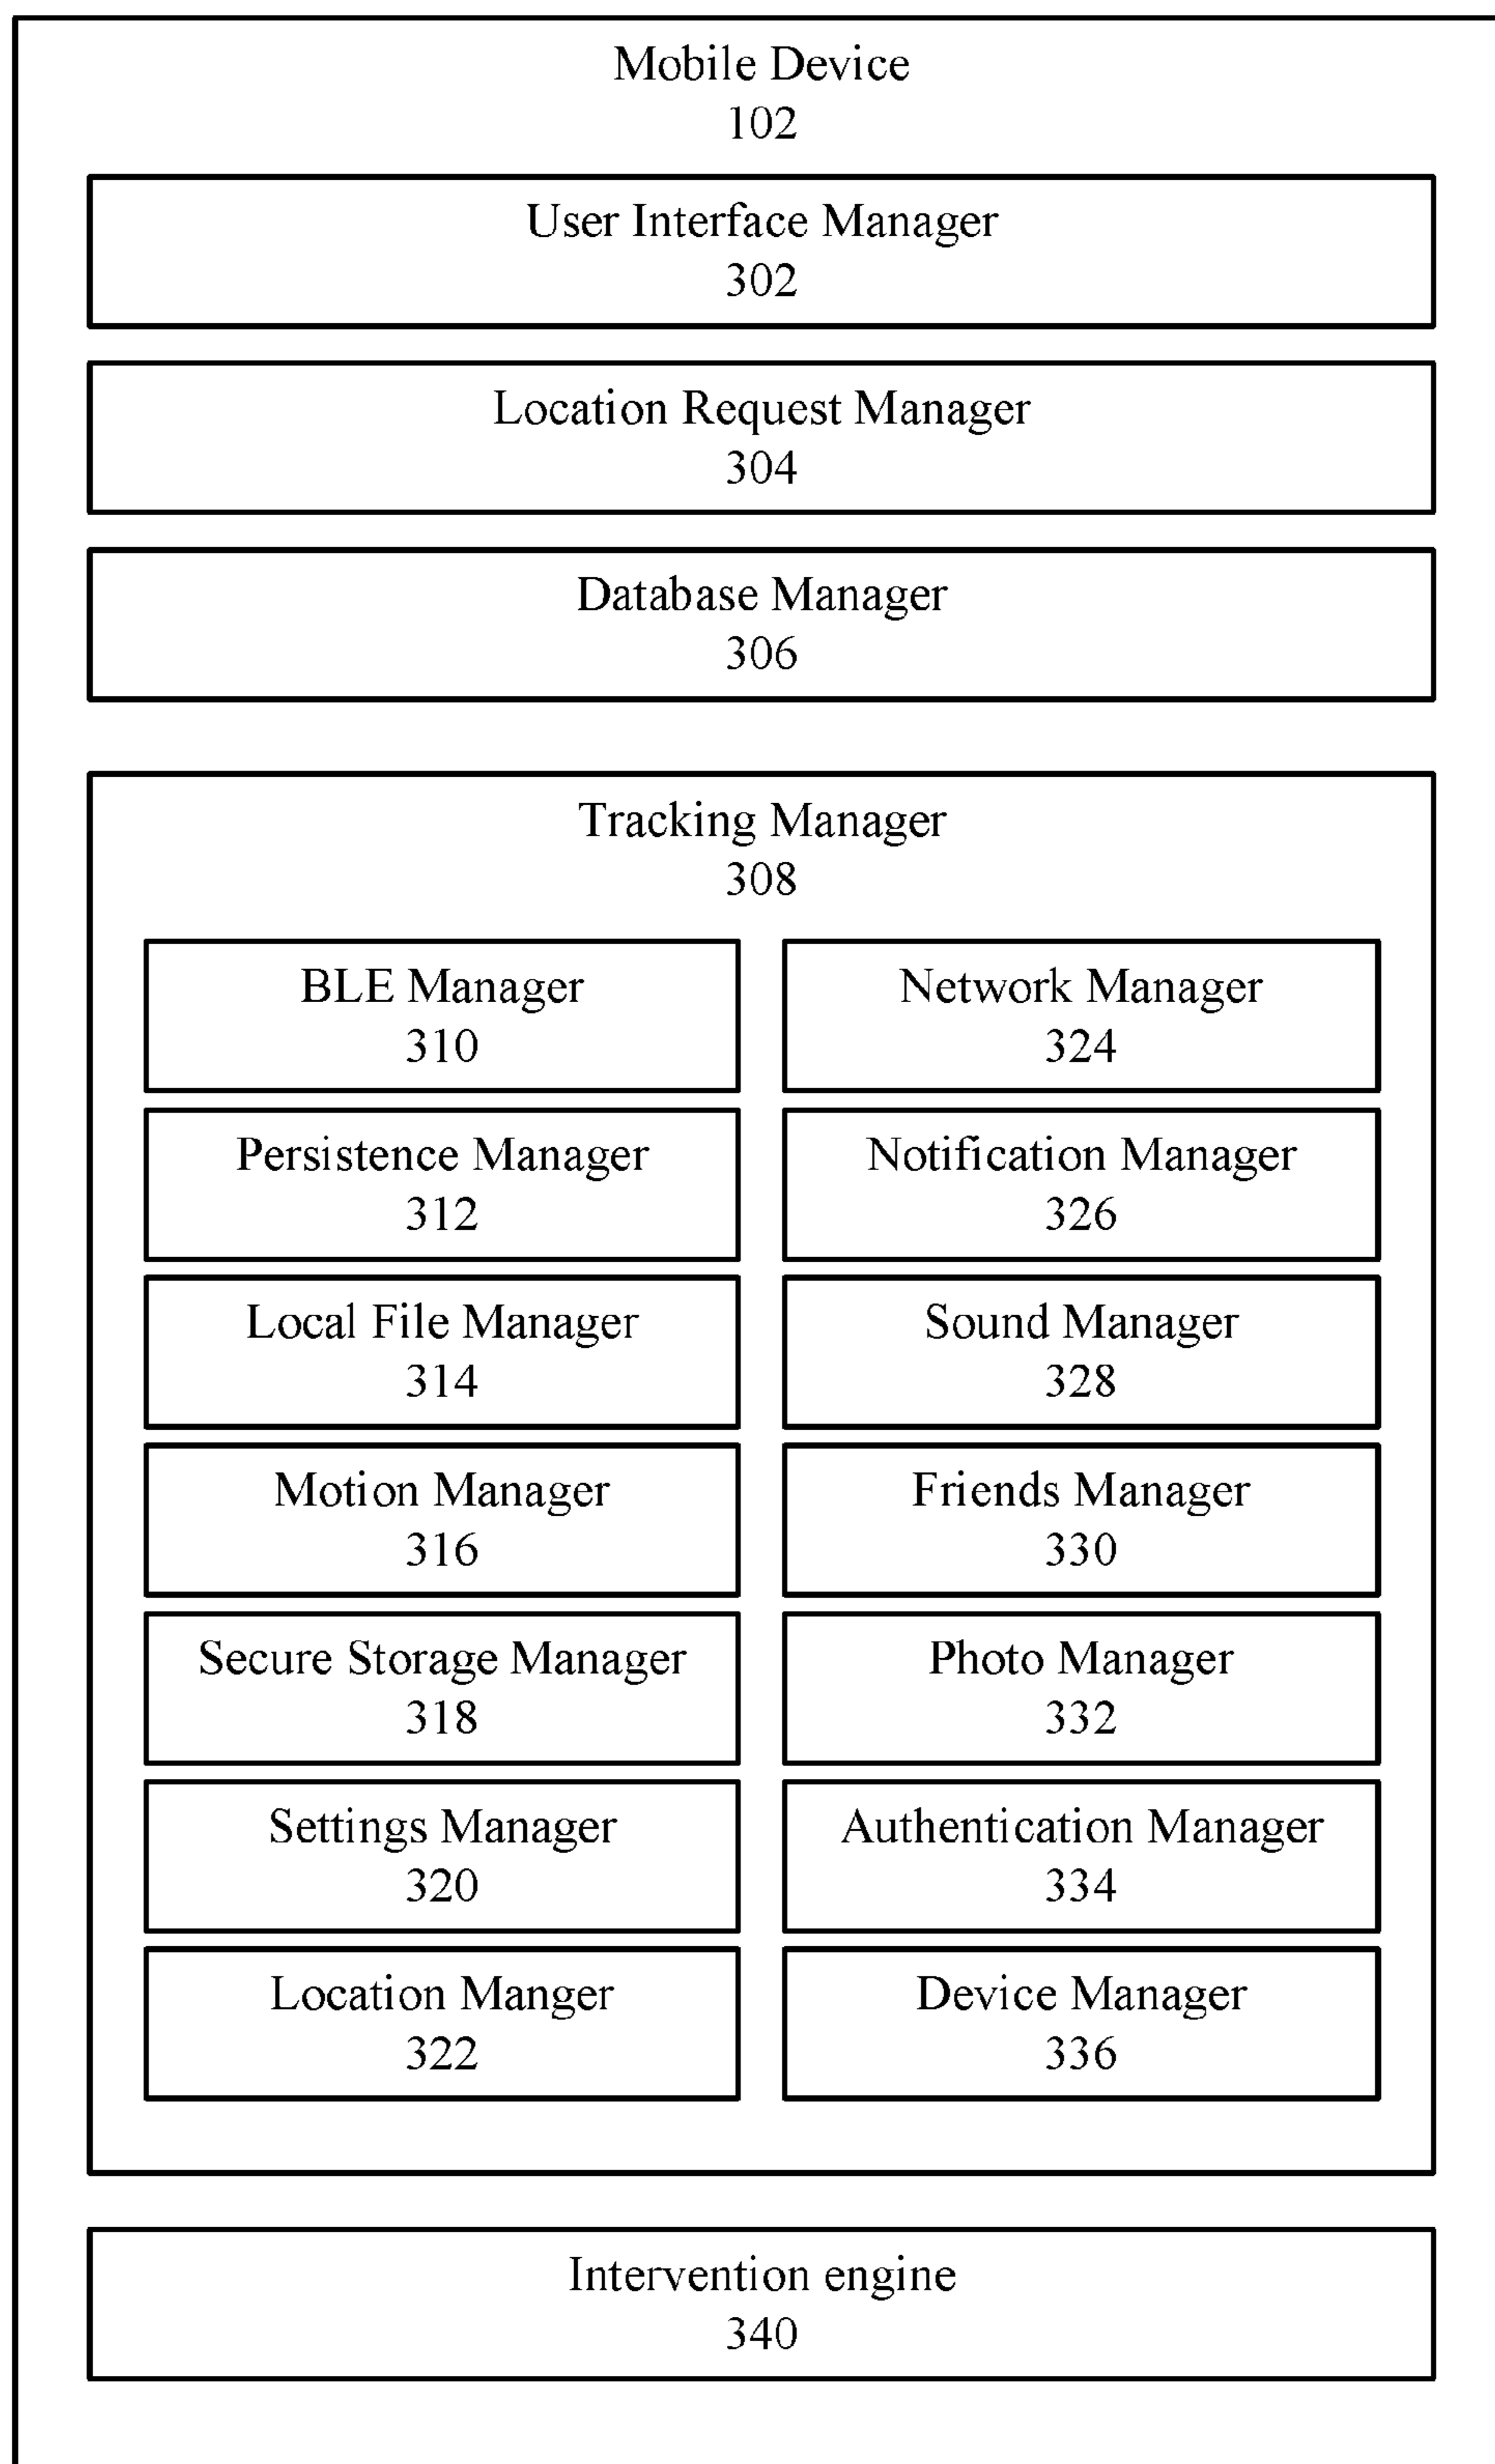 Mobile Device
102
User Interface Manager
302
Location Request Manager
304
Database Manager
306
Tracking Manager
308
BLE Manager
310
Network Manager
324
Persistence Manager
312
Notification Manager
326
Local File Manager
314
Sound Manager
328
Motion Manager
316
Friends Manager
330
Secure Storage Manager
318
Photo Manager
332
Settings Manager
320
Authentication Manager
334
Location Manger
322
Device Manager
336
Intervention engine
340